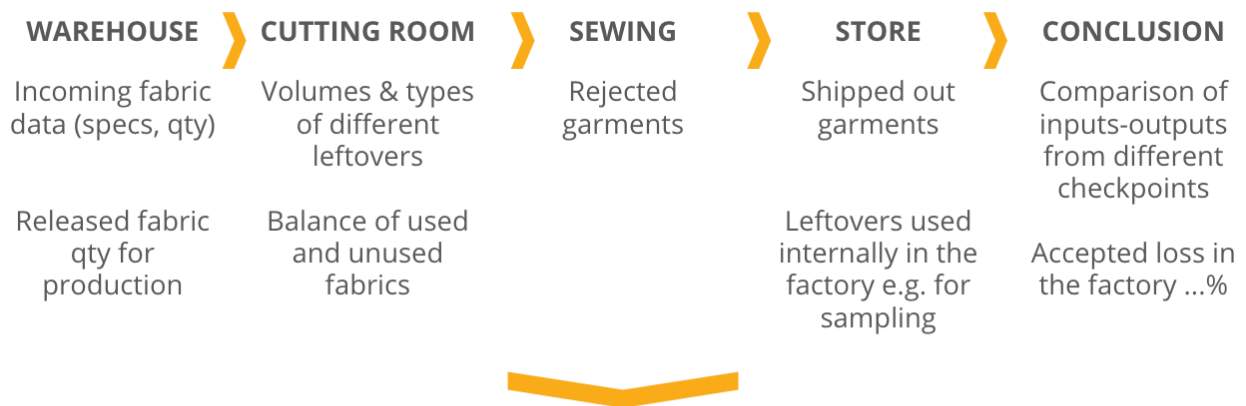 WAREHOUSE
Incoming fabric
data (specs, qty)
Released fabric
qty for
production
CUTTING ROOM
Volumes & types
of different
leftovers
Balance of used
and unused
fabrics
SEWING
Rejected
garments
STORE
Shipped out
garments
Leftovers used
internally in the
factory e.g. for
sampling
CONCLUSION
Comparison of
inputs-outputs
from different
checkpoints
Accepted loss in
the factory ...%